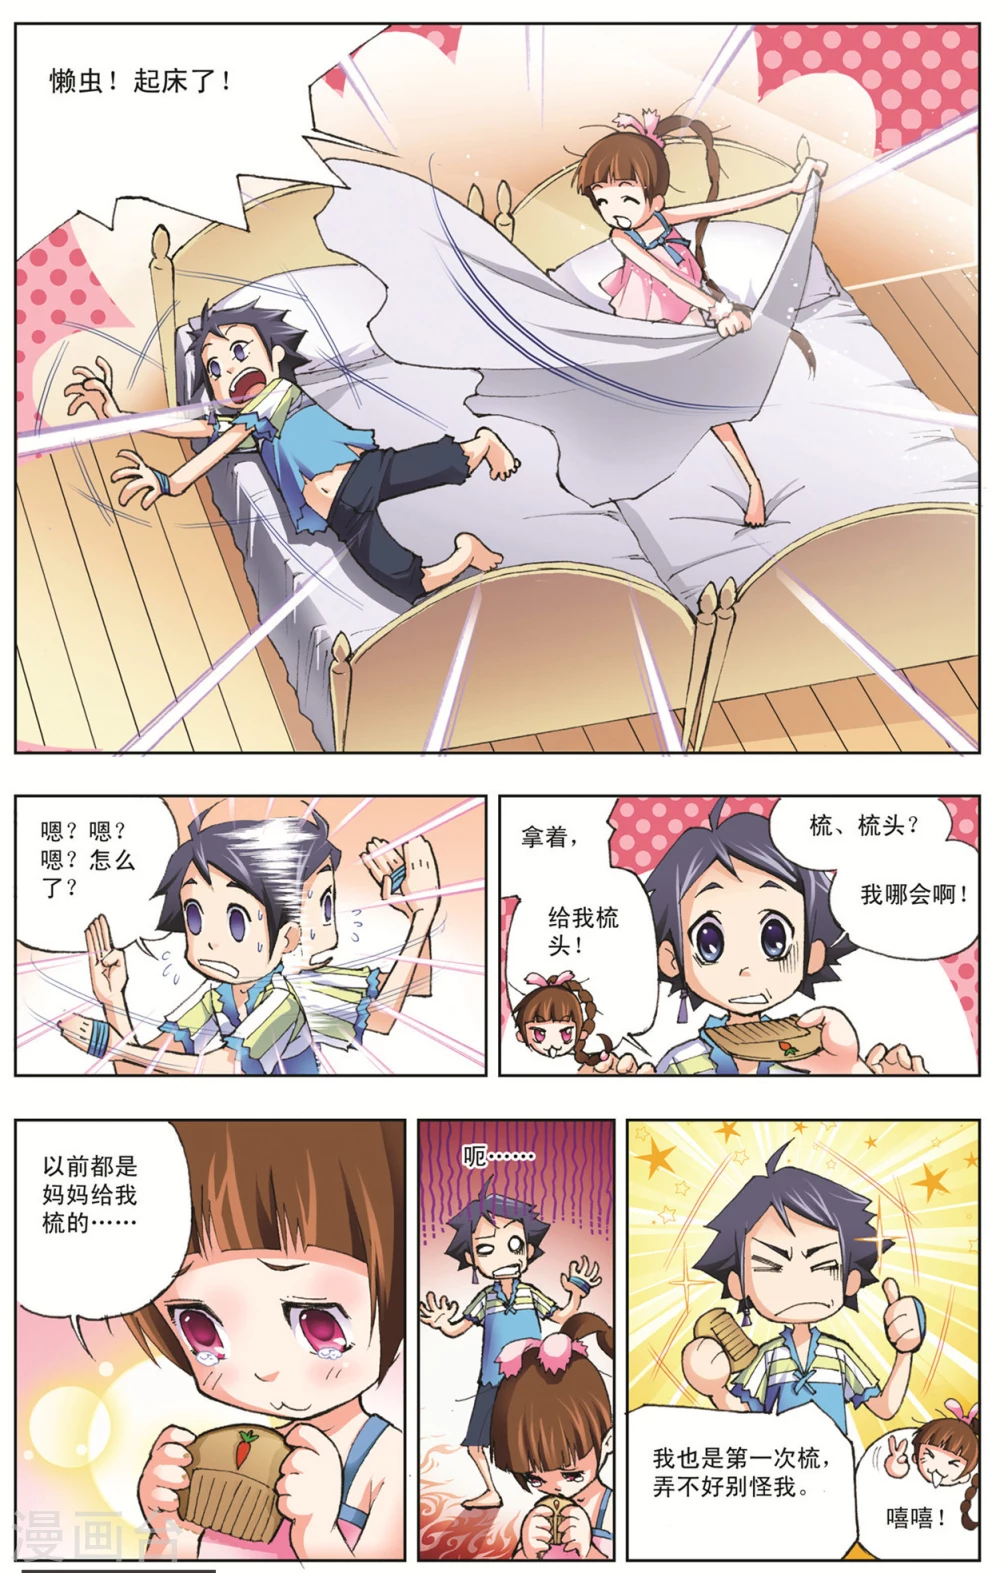 懒虫！起床了！
嗯？嗯？
嗯？怎么
了？
拿着，
给我梳
头！
梳、梳头？
我哪会啊！
以前都是
妈妈给我
梳的……
呃……
我也是第一次梳，
弄不好别怪我。
嘻嘻！
漫画台